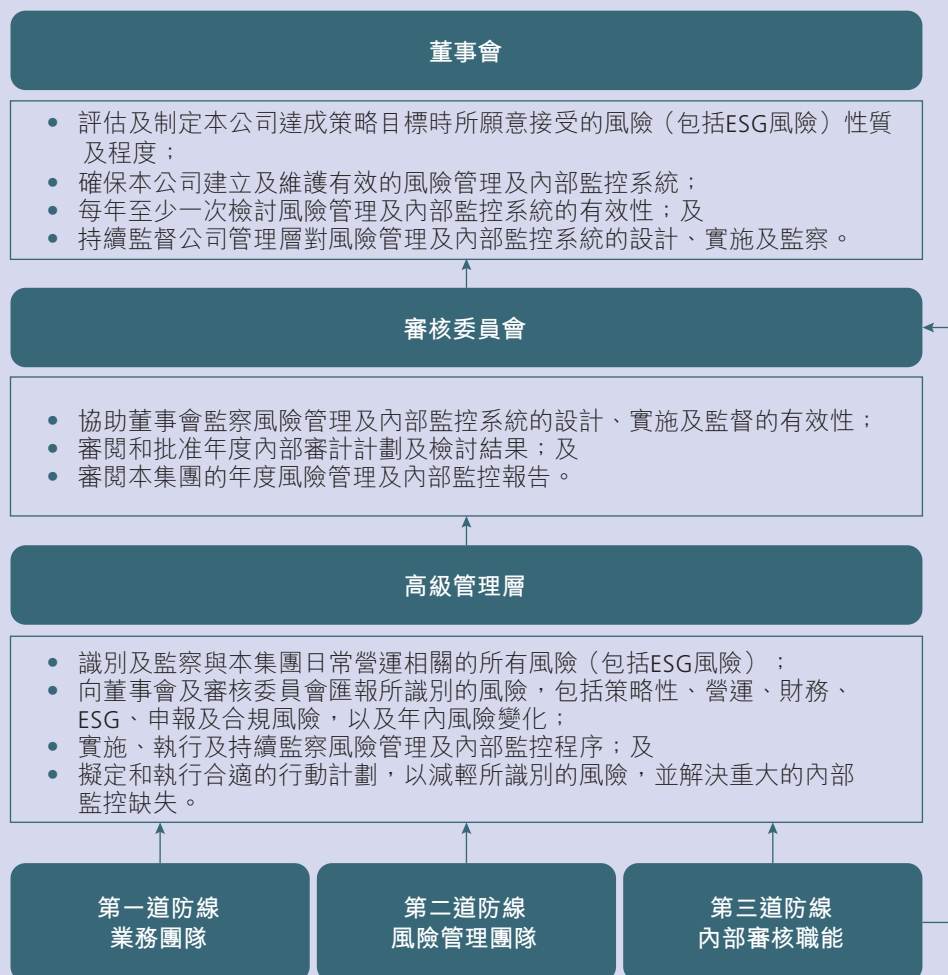 董事會
• 評估及制定本公司達成策略目標時所願意接受的風險（包括ESG風險）性質
及程度；
• 確保本公司建立及維護有效的風險管理及內部監控系統；
• 每年至少一次檢討風險管理及內部監控系統的有效性；及
• 持續監督公司管理層對風險管理及內部監控系統的設計、實施及監察。
審核委員會
• 協助董事會監察風險管理及內部監控系統的設計、實施及監督的有效性；
• 審閱和批准年度內部審計計劃及檢討結果；及
• 審閱本集團的年度風險管理及內部監控報告。
高級管理層
• 識別及監察與本集團日常營運相關的所有風險（包括ESG風險）；
• 向董事會及審核委員會匯報所識別的風險，包括策略性、營運、財務、
ESG、申報及合規風險，以及年內風險變化；
• 實施、執行及持續監察風險管理及內部監控程序；及
• 擬定和執行合適的行動計劃，以減輕所識別的風險，並解決重大的內部
監控缺失。
第一道防線
業務團隊
第二道防線
風險管理團隊
第三道防線
內部審核職能